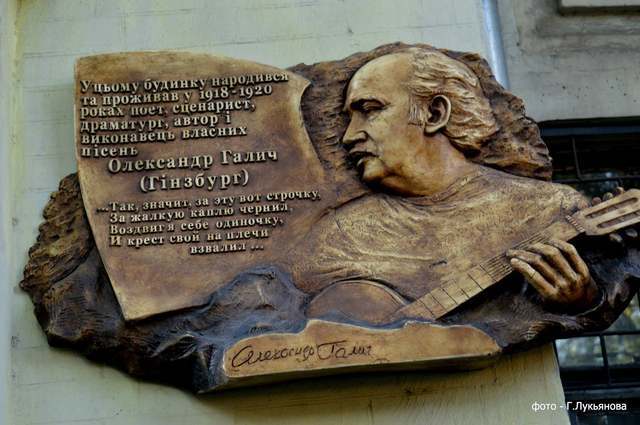 У цьому будинку народився
та проживав у 1918-1920
роках поет, сценарист,
драматург, автор і
виконавець власних
пісень
Олександр Галич
(Гінзбург)
...Так, значит, за эту вот строчку,
За жалкую каплю чернил,
Воздвиг я себе одиночку,
И крест свой на плечи
взвалил ...
Александр Галич
фото - Г.Лукьянова